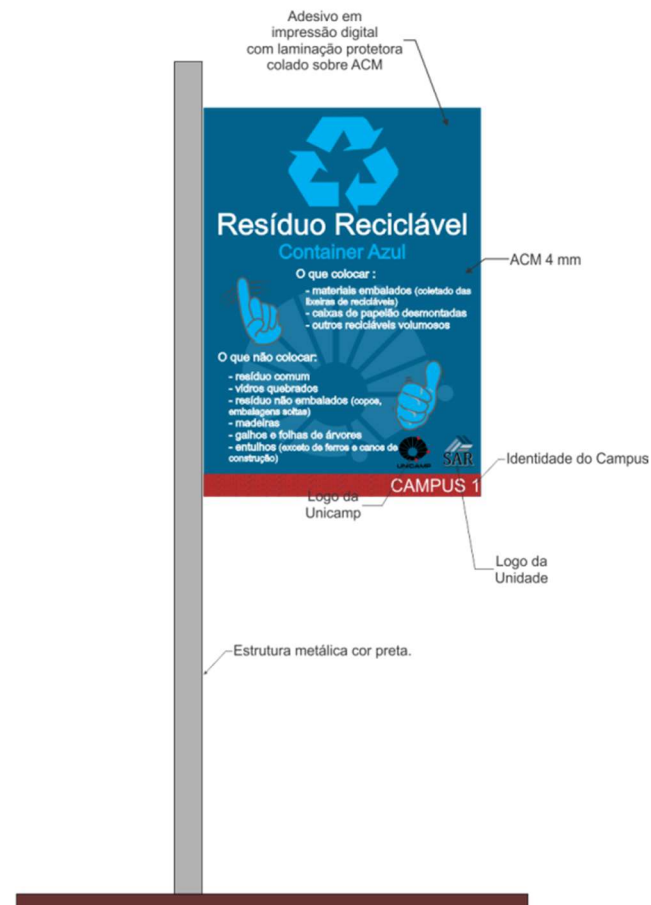 Adesivo em
impressão digital
com laminação protetora
colado sobre ACM
Resíduo Reciclável
Container Azul
ACM 4 mm
O que colocar :
- materiais embalados (coletado das
lixeiras de recicláveis)
- caixas de papelão desmontadas
- outros recicláveis volumosos
O que não colocar:
- resíduo comum
- vidros quebrados
- resíduo não embalados (copos,
embalagens soltas)
- madeiras
- galhos e folhas de árvores
- entulhos (exceto de ferros e canos de
construção)
UNICAMP
SAR
Identidade do Campus
CAMPUS 1
Logo da
Unicamp
Logo da
Unidade
Estrutura metálica cor preta.